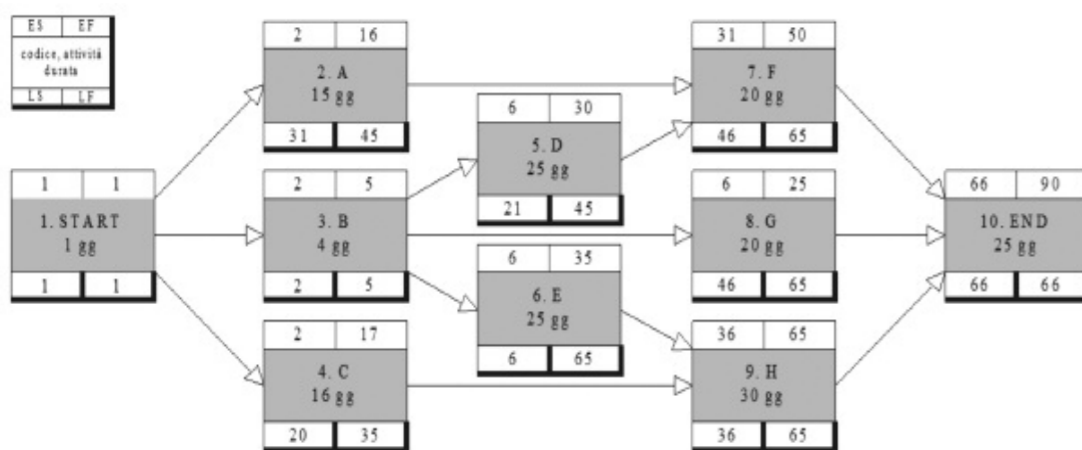 ES EF
codice, attività
durata
LS LF
2 16
2. A
15 gg
31 45
31 50
7. F
20 gg
46 65
6 30
5. D
25 gg
21 45
1 1
1. START
1 gg
1 1
2 5
3. B
4 gg
2 5
6 25
8. G
20 gg
46 65
66 90
10. END
25 gg
66 66
6 35
6. E
25 gg
6 65
2 17
4. C
16 gg
20 35
36 65
9. H
30 gg
36 65